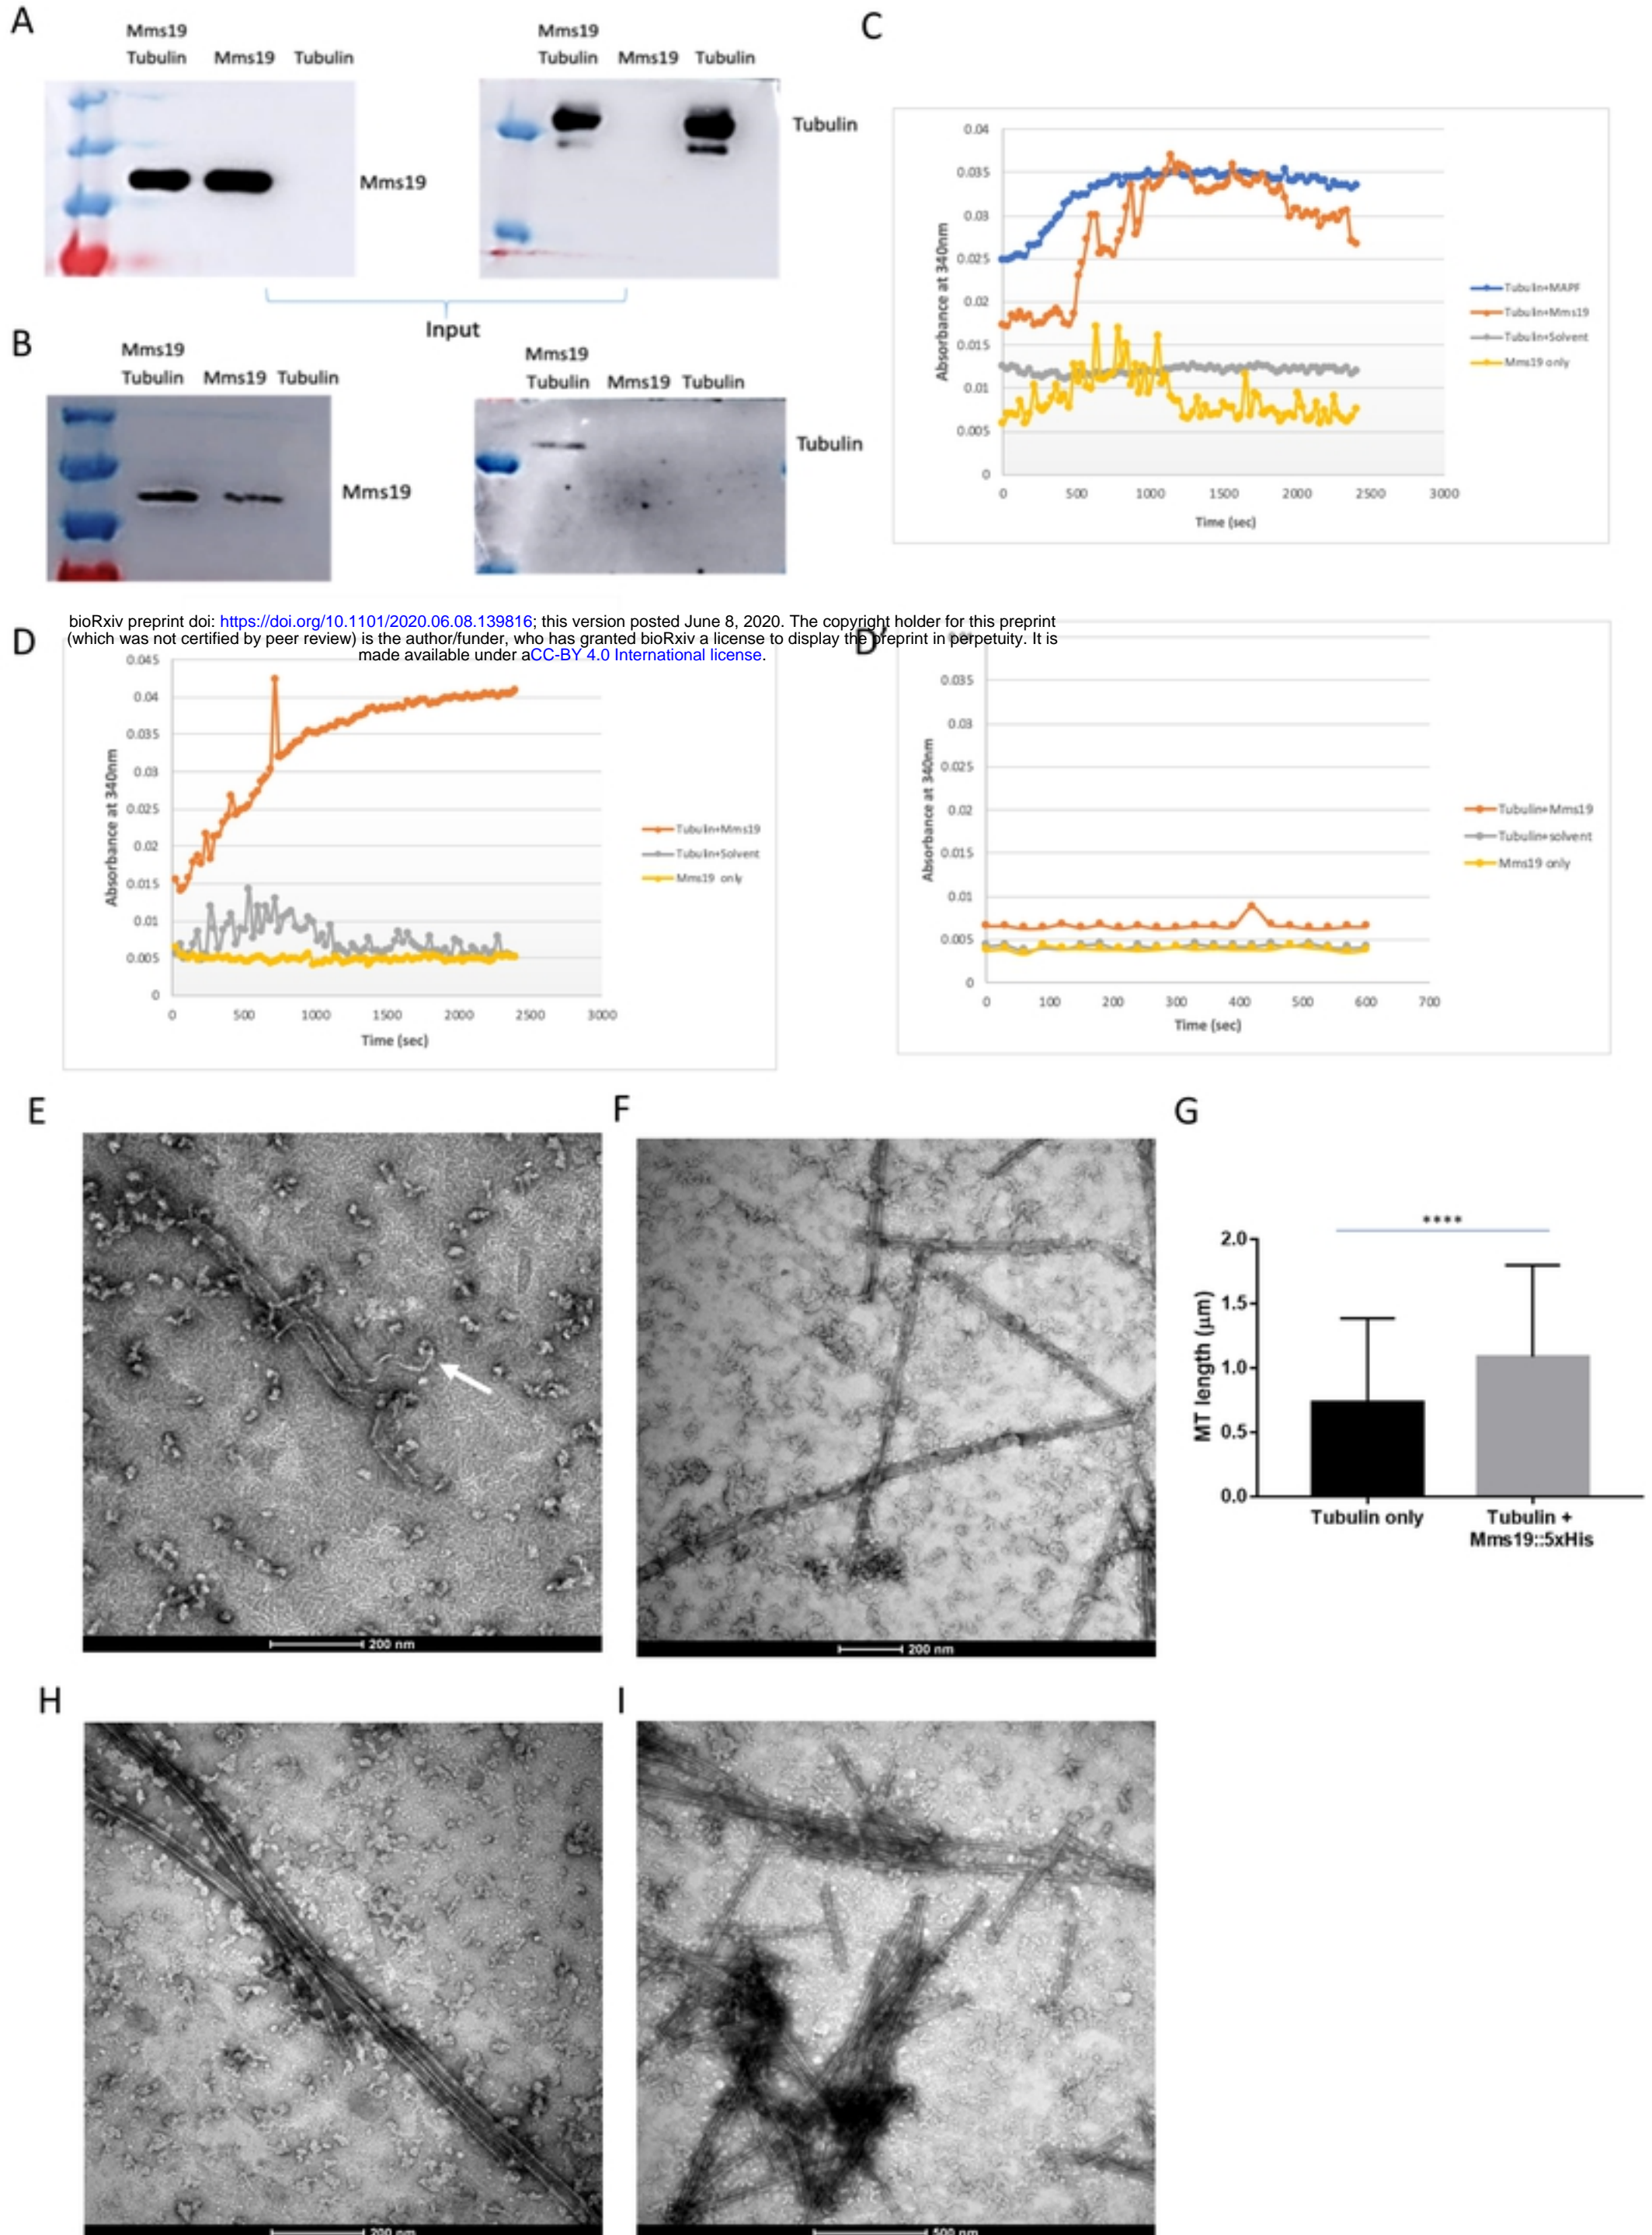 A
Mms19
Tubulin Mms19 Tubulin
Mms19
Mms19
Tubulin Mms19 Tubulin
Tubulin
Input
B
Mms19
Tubulin Mms19 Tubulin
Mms19
Mms19
Tubulin Mms19 Tubulin
Tubulin
C
0.04
0.035
0.03
0.025
0.02
0.015
0.01
0.005
0
Absorbance at 340nm
0 500 1000 1500 2000 2500 3000
Time (sec)
Tubulin+MAPF
Tubulin+Mms19
Tubulin+Solvent
Mms19 only
bioRxiv preprint doi: https://doi.org/10.1101/2020.06.08.139816; this version posted June 8, 2020. The copyright holder for this preprint
(which was not certified by peer review) is the author/funder, who has granted bioRxiv a license to display the preprint in perpetuity. It is
made available under aCC-BY 4.0 International license.
D
0.045
0.04
0.035
0.03
0.025
0.02
0.015
0.01
0.005
0
Absorbance at 340nm
0 500 1000 1500 2000 2500 3000
Time (sec)
Tubulin+Mms19
Tubulin+Solvent
Mms19 only
D'
0.035
0.03
0.025
0.02
0.015
0.01
0.005
0
Absorbance at 340nm
0 100 200 300 400 500 600 700
Time (sec)
Tubulin+Mms19
Tubulin+solvent
Mms19 only
E
200 nm
F
200 nm
G
****
2.0
1.5
1.0
0.5
0.0
MT length (μm)
Tubulin only
Tubulin +
Mms19::5xHis
H
200 nm
I
500 nm